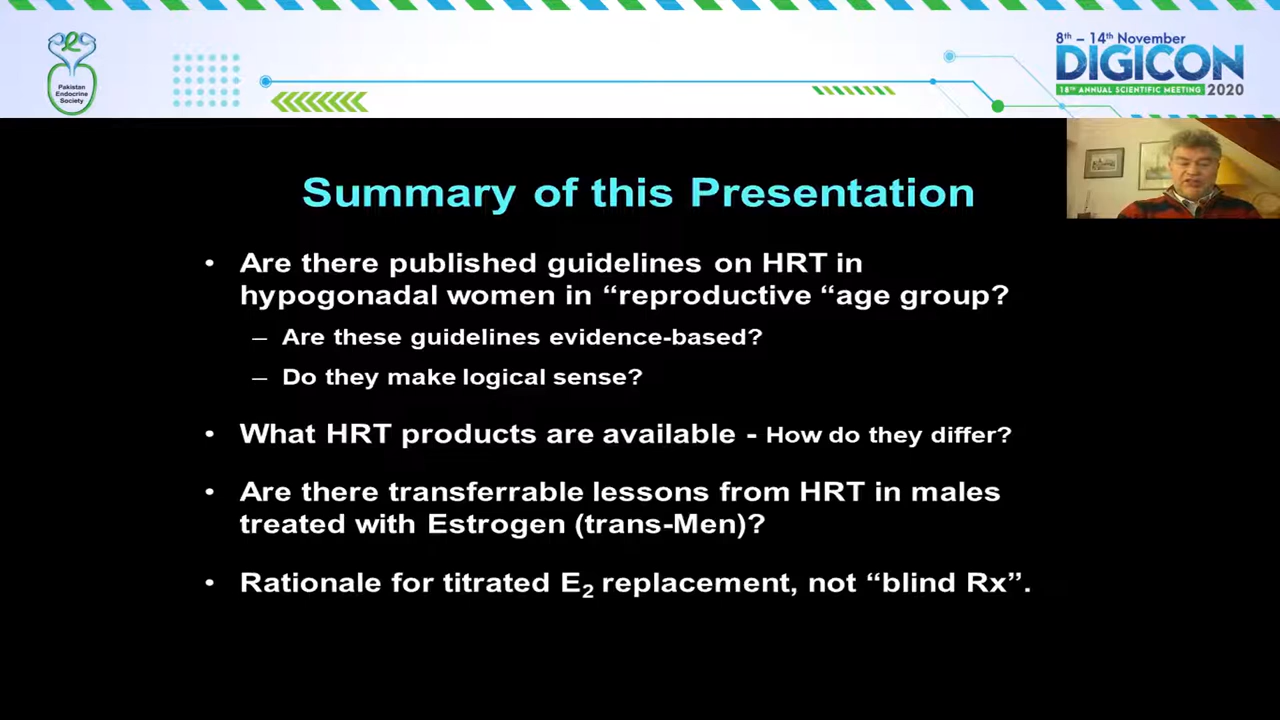 Pakistan
Endocrine
Society
8th – 14th November
DIGICON
18TH ANNUAL SCIENTIFIC MEETING 2020
Summary of this Presentation
• Are there published guidelines on HRT in
hypogonadal women in “reproductive “age group?
– Are these guidelines evidence-based?
– Do they make logical sense?
• What HRT products are available - How do they differ?
• Are there transferrable lessons from HRT in males
treated with Estrogen (trans-Men)?
• Rationale for titrated E2 replacement, not “blind Rx”.